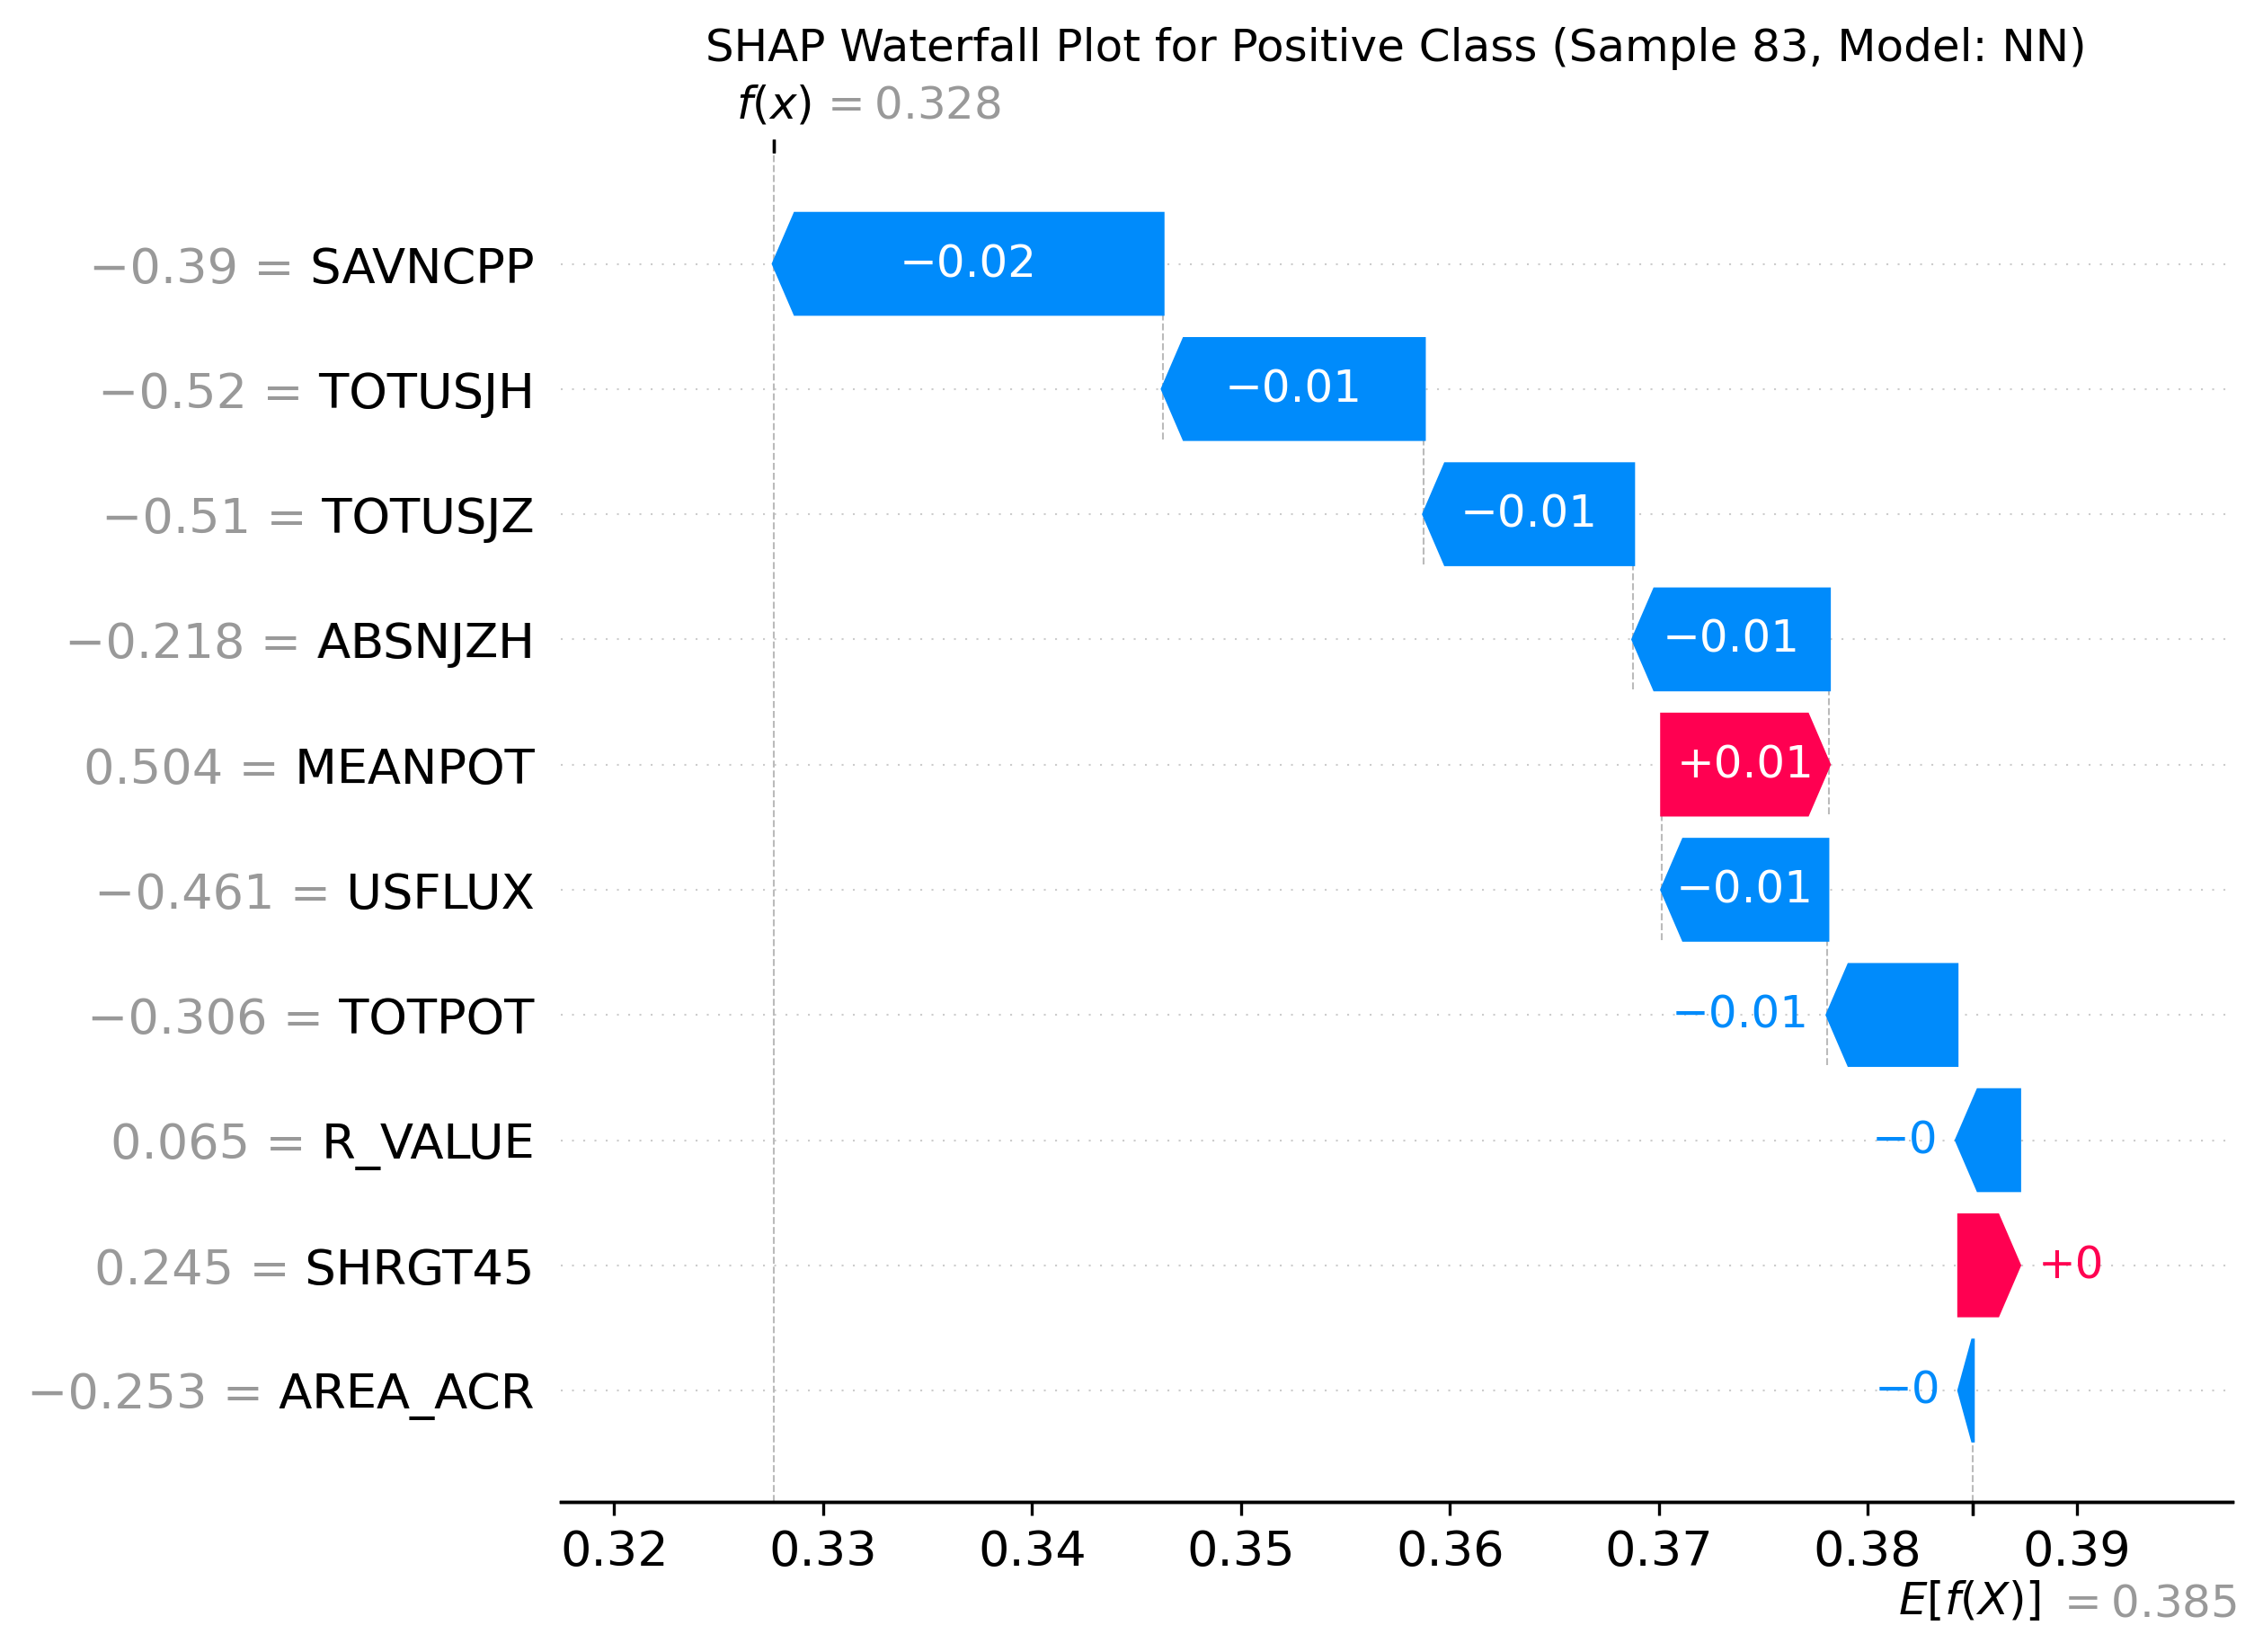 SHAP Waterfall Plot for Positive Class (Sample 83, Model: NN)
f(x) = 0.328
−0.39 = SAVNCPP −0.02
−0.52 = TOTUSJH −0.01
−0.51 = TOTUSJZ −0.01
−0.218 = ABSNJZH −0.01
0.504 = MEANPOT +0.01
−0.461 = USFLUX −0.01
−0.306 = TOTPOT −0.01
0.065 = R_VALUE −0
0.245 = SHRGT45 +0
−0.253 = AREA_ACR −0
0.32 0.33 0.34 0.35 0.36 0.37 0.38 0.39
E[f(X)] = 0.385